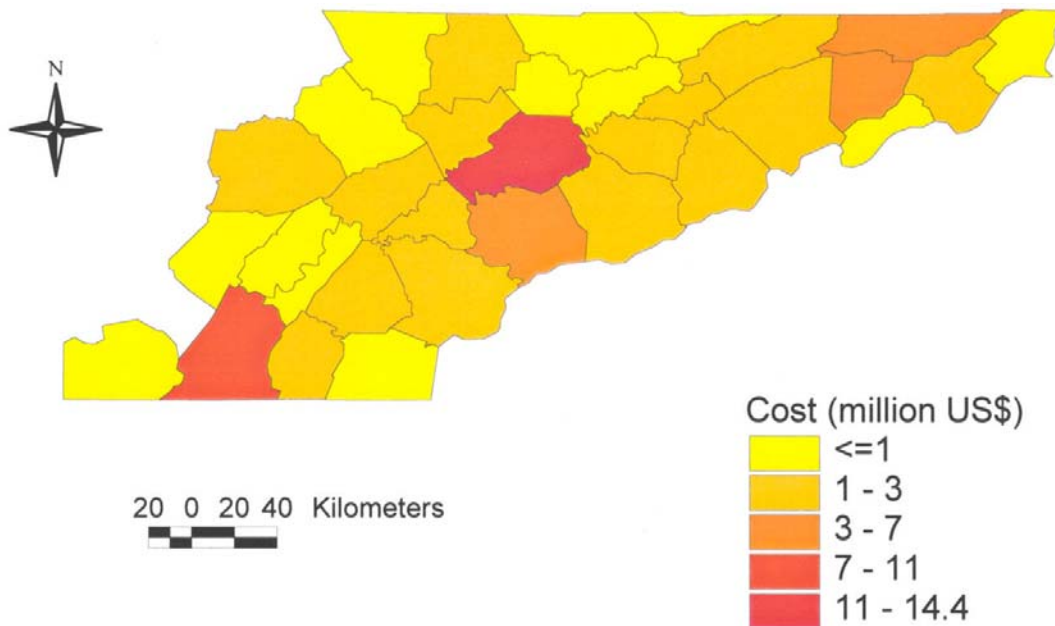 N
20 0 20 40 Kilometers
Cost (million US$)
<=1
1 - 3
3 - 7
7 - 11
11 - 14.4